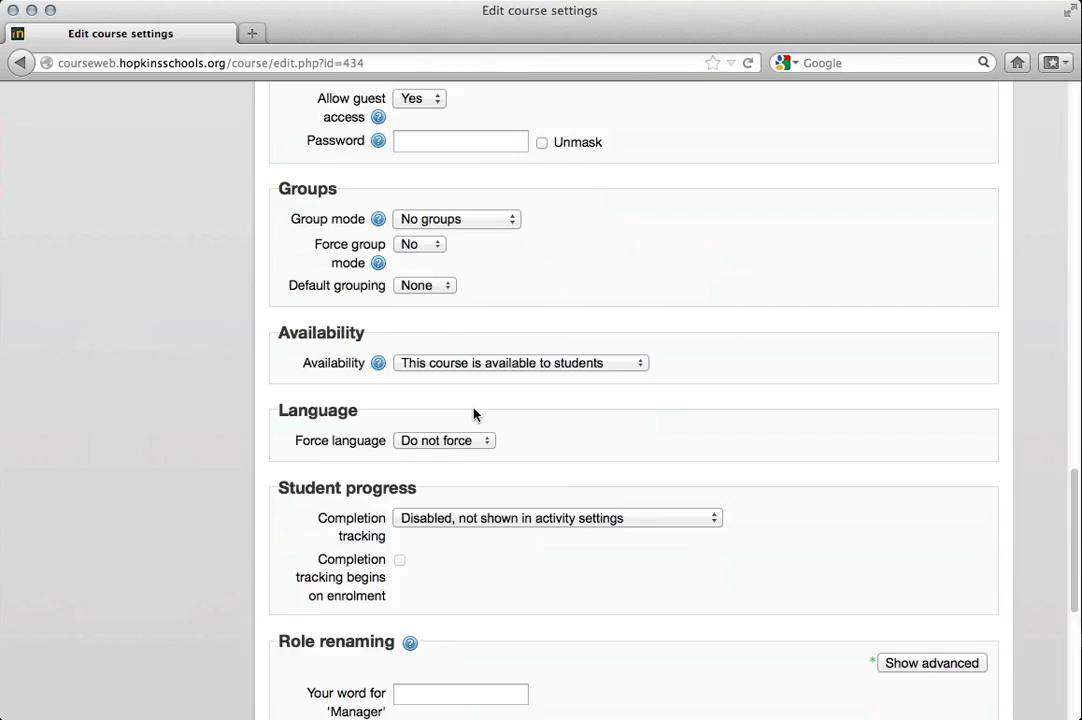 Edit course settings
Edit course settings
courseweb.hopkinsschools.org/course/edit.php?id=434
Google
Allow guest
access
Yes
Password
Unmask
Groups
Group mode
No groups
Force group
mode
No
Default grouping
None
Availability
Availability
This course is available to students
Language
Force language
Do not force
Student progress
Completion
tracking
Disabled, not shown in activity settings
Completion
tracking begins
on enrolment
Role renaming
* Show advanced
Your word for
'Manager'